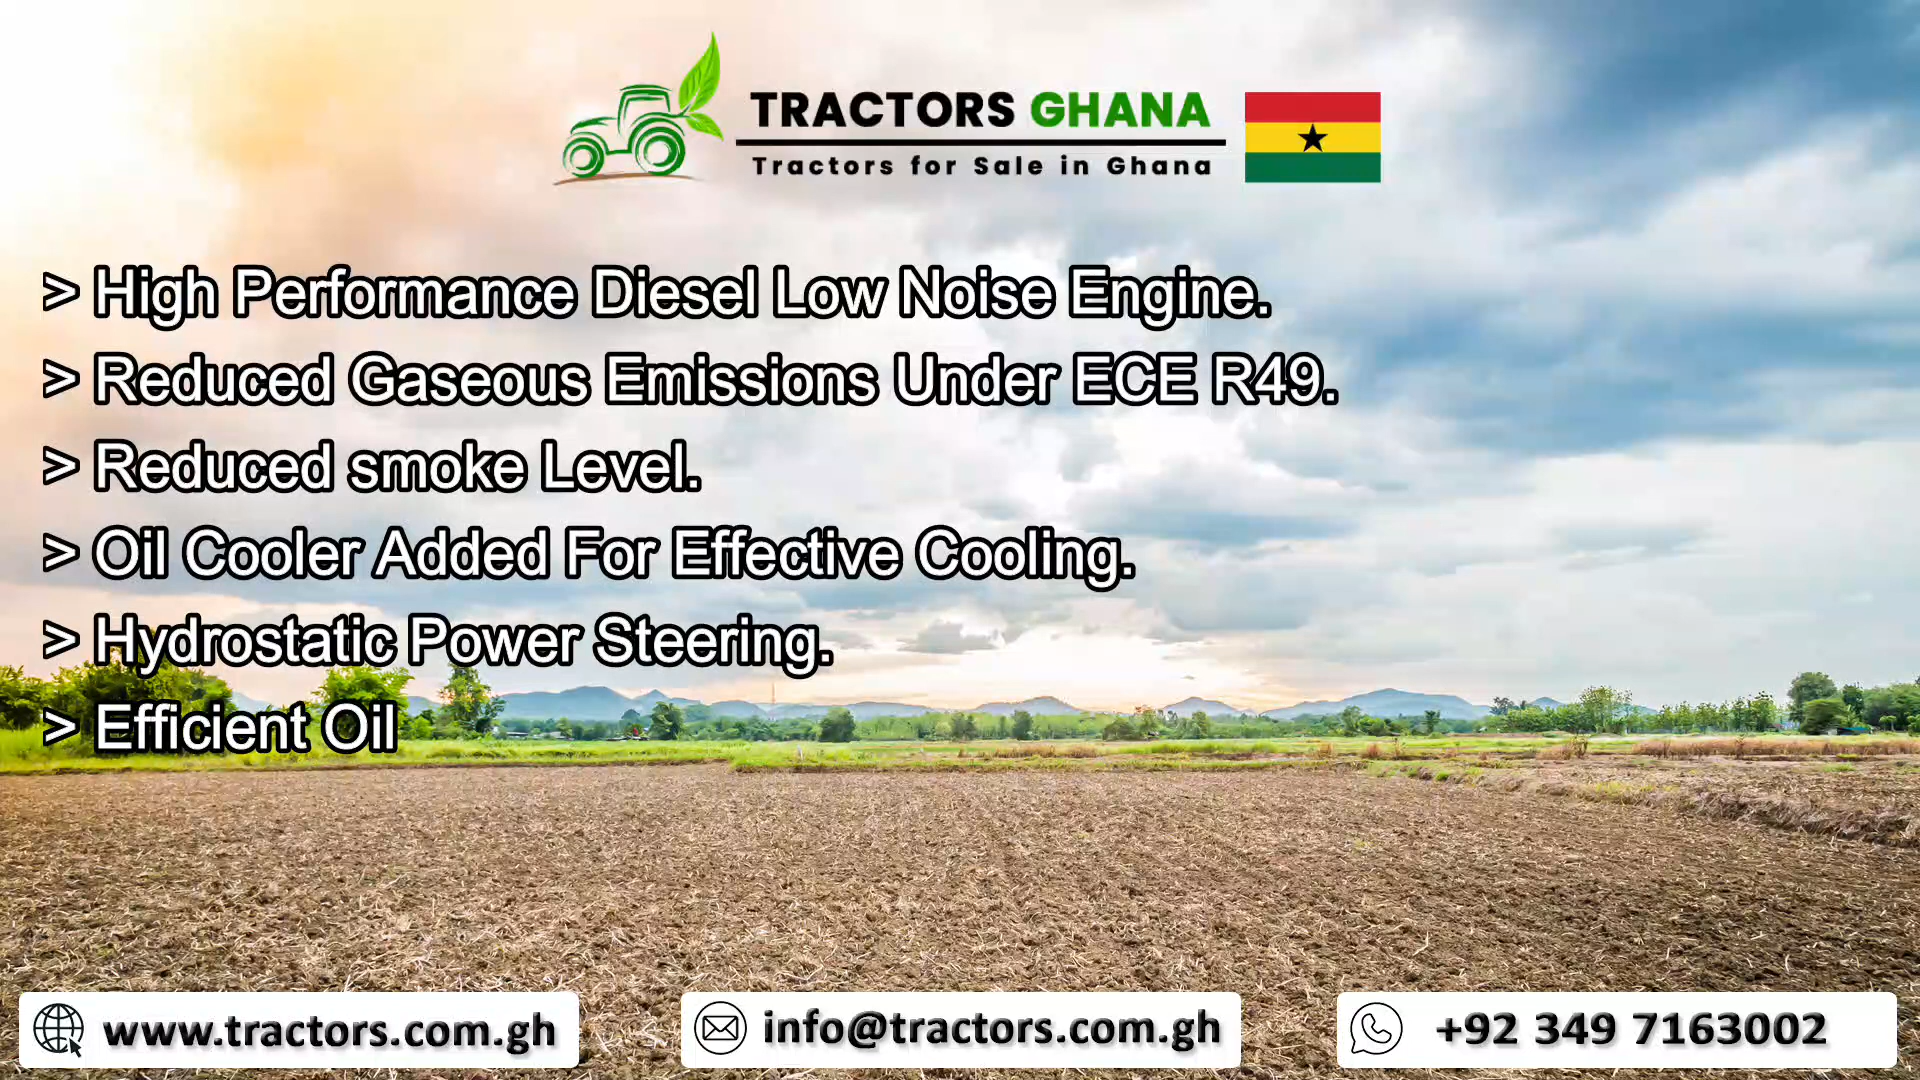 TRACTORS GHANA
Tractors for Sale in Ghana
> High Performance Diesel Low Noise Engine.
> Reduced Gaseous Emissions Under ECE R49.
> Reduced smoke Level.
> Oil Cooler Added For Effective Cooling.
> Hydrostatic Power Steering.
> Efficient Oil
www.tractors.com.gh
info@tractors.com.gh
+92 349 7163002